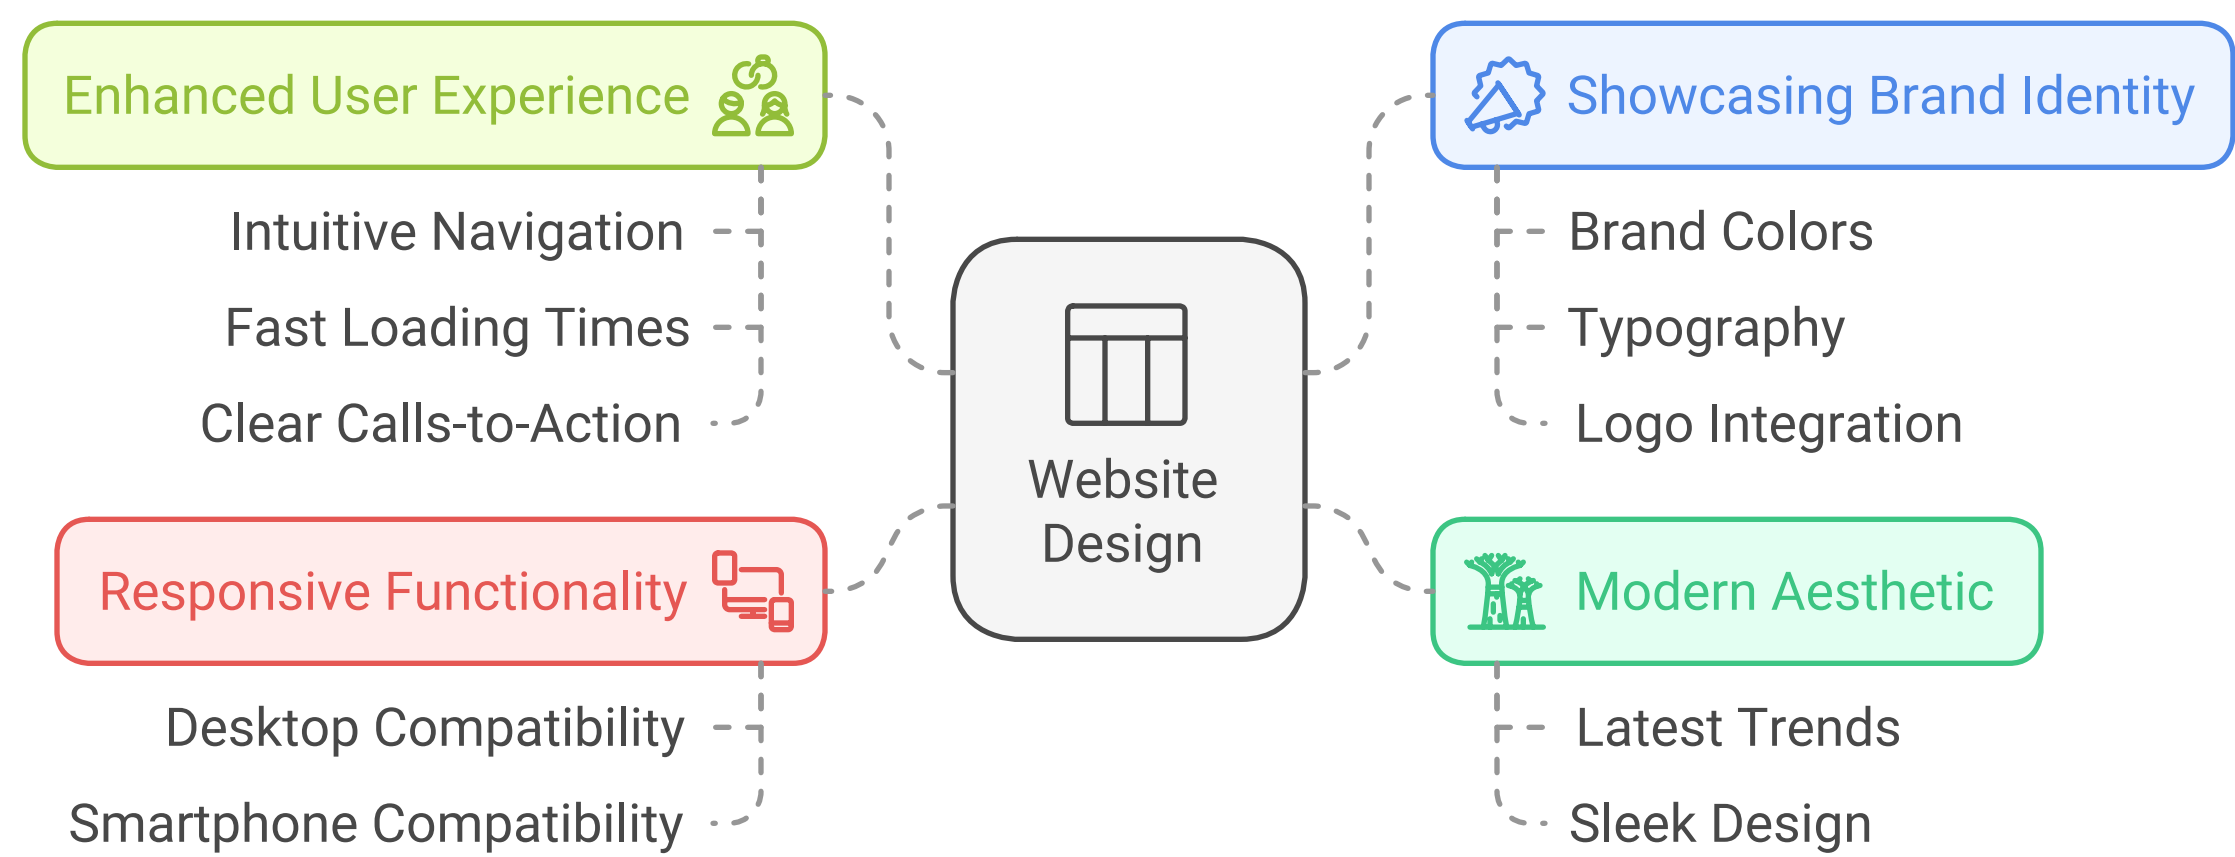 Enhanced User Experience
Intuitive Navigation
Fast Loading Times
Clear Calls-to-Action
Responsive Functionality
Desktop Compatibility
Smartphone Compatibility
Website
Design
Showcasing Brand Identity
Brand Colors
Typography
Logo Integration
Modern Aesthetic
Latest Trends
Sleek Design